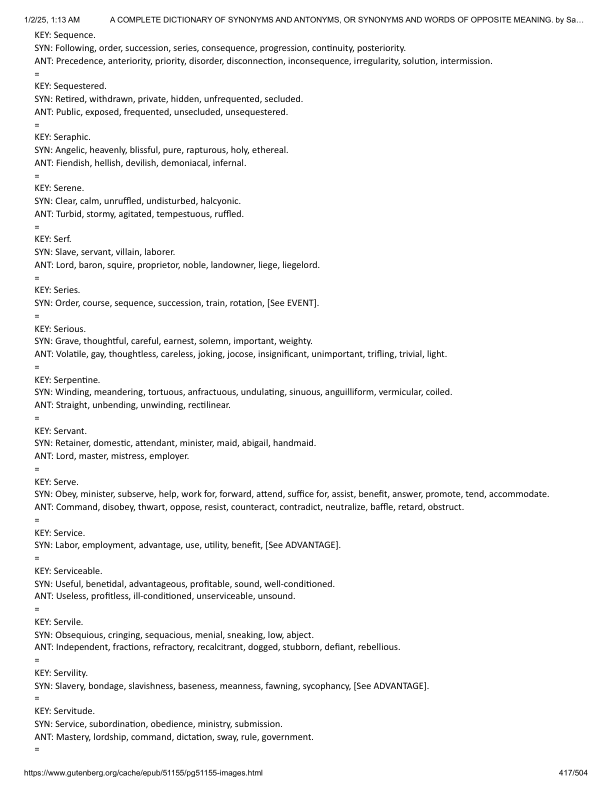 1/2/25, 1:13 AM A COMPLETE DICTIONARY OF SYNONYMS AND ANTONYMS, OR SYNONYMS AND WORDS OF OPPOSITE MEANING. by Sa…
KEY: Sequence.
SYN: Following, order, succession, series, consequence, progression, continuity, posteriority.
ANT: Precedence, anteriority, priority, disorder, disconnection, inconsequence, irregularity, solution, intermission.
=
KEY: Sequestered.
SYN: Retired, withdrawn, private, hidden, unfrequented, secluded.
ANT: Public, exposed, frequented, unsecluded, unsequestered.
=
KEY: Seraphic.
SYN: Angelic, heavenly, blissful, pure, rapturous, holy, ethereal.
ANT: Fiendish, hellish, devilish, demoniacal, infernal.
=
KEY: Serene.
SYN: Clear, calm, unruffled, undisturbed, halcyonic.
ANT: Turbid, stormy, agitated, tempestuous, ruffled.
=
KEY: Serf.
SYN: Slave, servant, villain, laborer.
ANT: Lord, baron, squire, proprietor, noble, landowner, liege, liegelord.
=
KEY: Series.
SYN: Order, course, sequence, succession, train, rotation, [See EVENT].
=
KEY: Serious.
SYN: Grave, thoughtful, careful, earnest, solemn, important, weighty.
ANT: Volatile, gay, thoughtless, careless, joking, jocose, insignificant, unimportant, trifling, trivial, light.
=
KEY: Serpentine.
SYN: Winding, meandering, tortuous, anfractuous, undulating, sinuous, anguilliform, vermicular, coiled.
ANT: Straight, unbending, unwinding, rectilinear.
=
KEY: Servant.
SYN: Retainer, domestic, attendant, minister, maid, abigail, handmaid.
ANT: Lord, master, mistress, employer.
=
KEY: Serve.
SYN: Obey, minister, subserve, help, work for, forward, attend, suffice for, assist, benefit, answer, promote, tend, accommodate.
ANT: Command, disobey, thwart, oppose, resist, counteract, contradict, neutralize, baffle, retard, obstruct.
=
KEY: Service.
SYN: Labor, employment, advantage, use, utility, benefit, [See ADVANTAGE].
=
KEY: Serviceable.
SYN: Useful, benetidal, advantageous, profitable, sound, well-conditioned.
ANT: Useless, profitless, ill-conditioned, unserviceable, unsound.
=
KEY: Servile.
SYN: Obsequious, cringing, sequacious, menial, sneaking, low, abject.
ANT: Independent, fractions, refractory, recalcitrant, dogged, stubborn, defiant, rebellious.
=
KEY: Servility.
SYN: Slavery, bondage, slavishness, baseness, meanness, fawning, sycophancy, [See ADVANTAGE].
=
KEY: Servitude.
SYN: Service, subordination, obedience, ministry, submission.
ANT: Mastery, lordship, command, dictation, sway, rule, government.
=
https://www.gutenberg.org/cache/epub/51155/pg51155-images.html 417/504